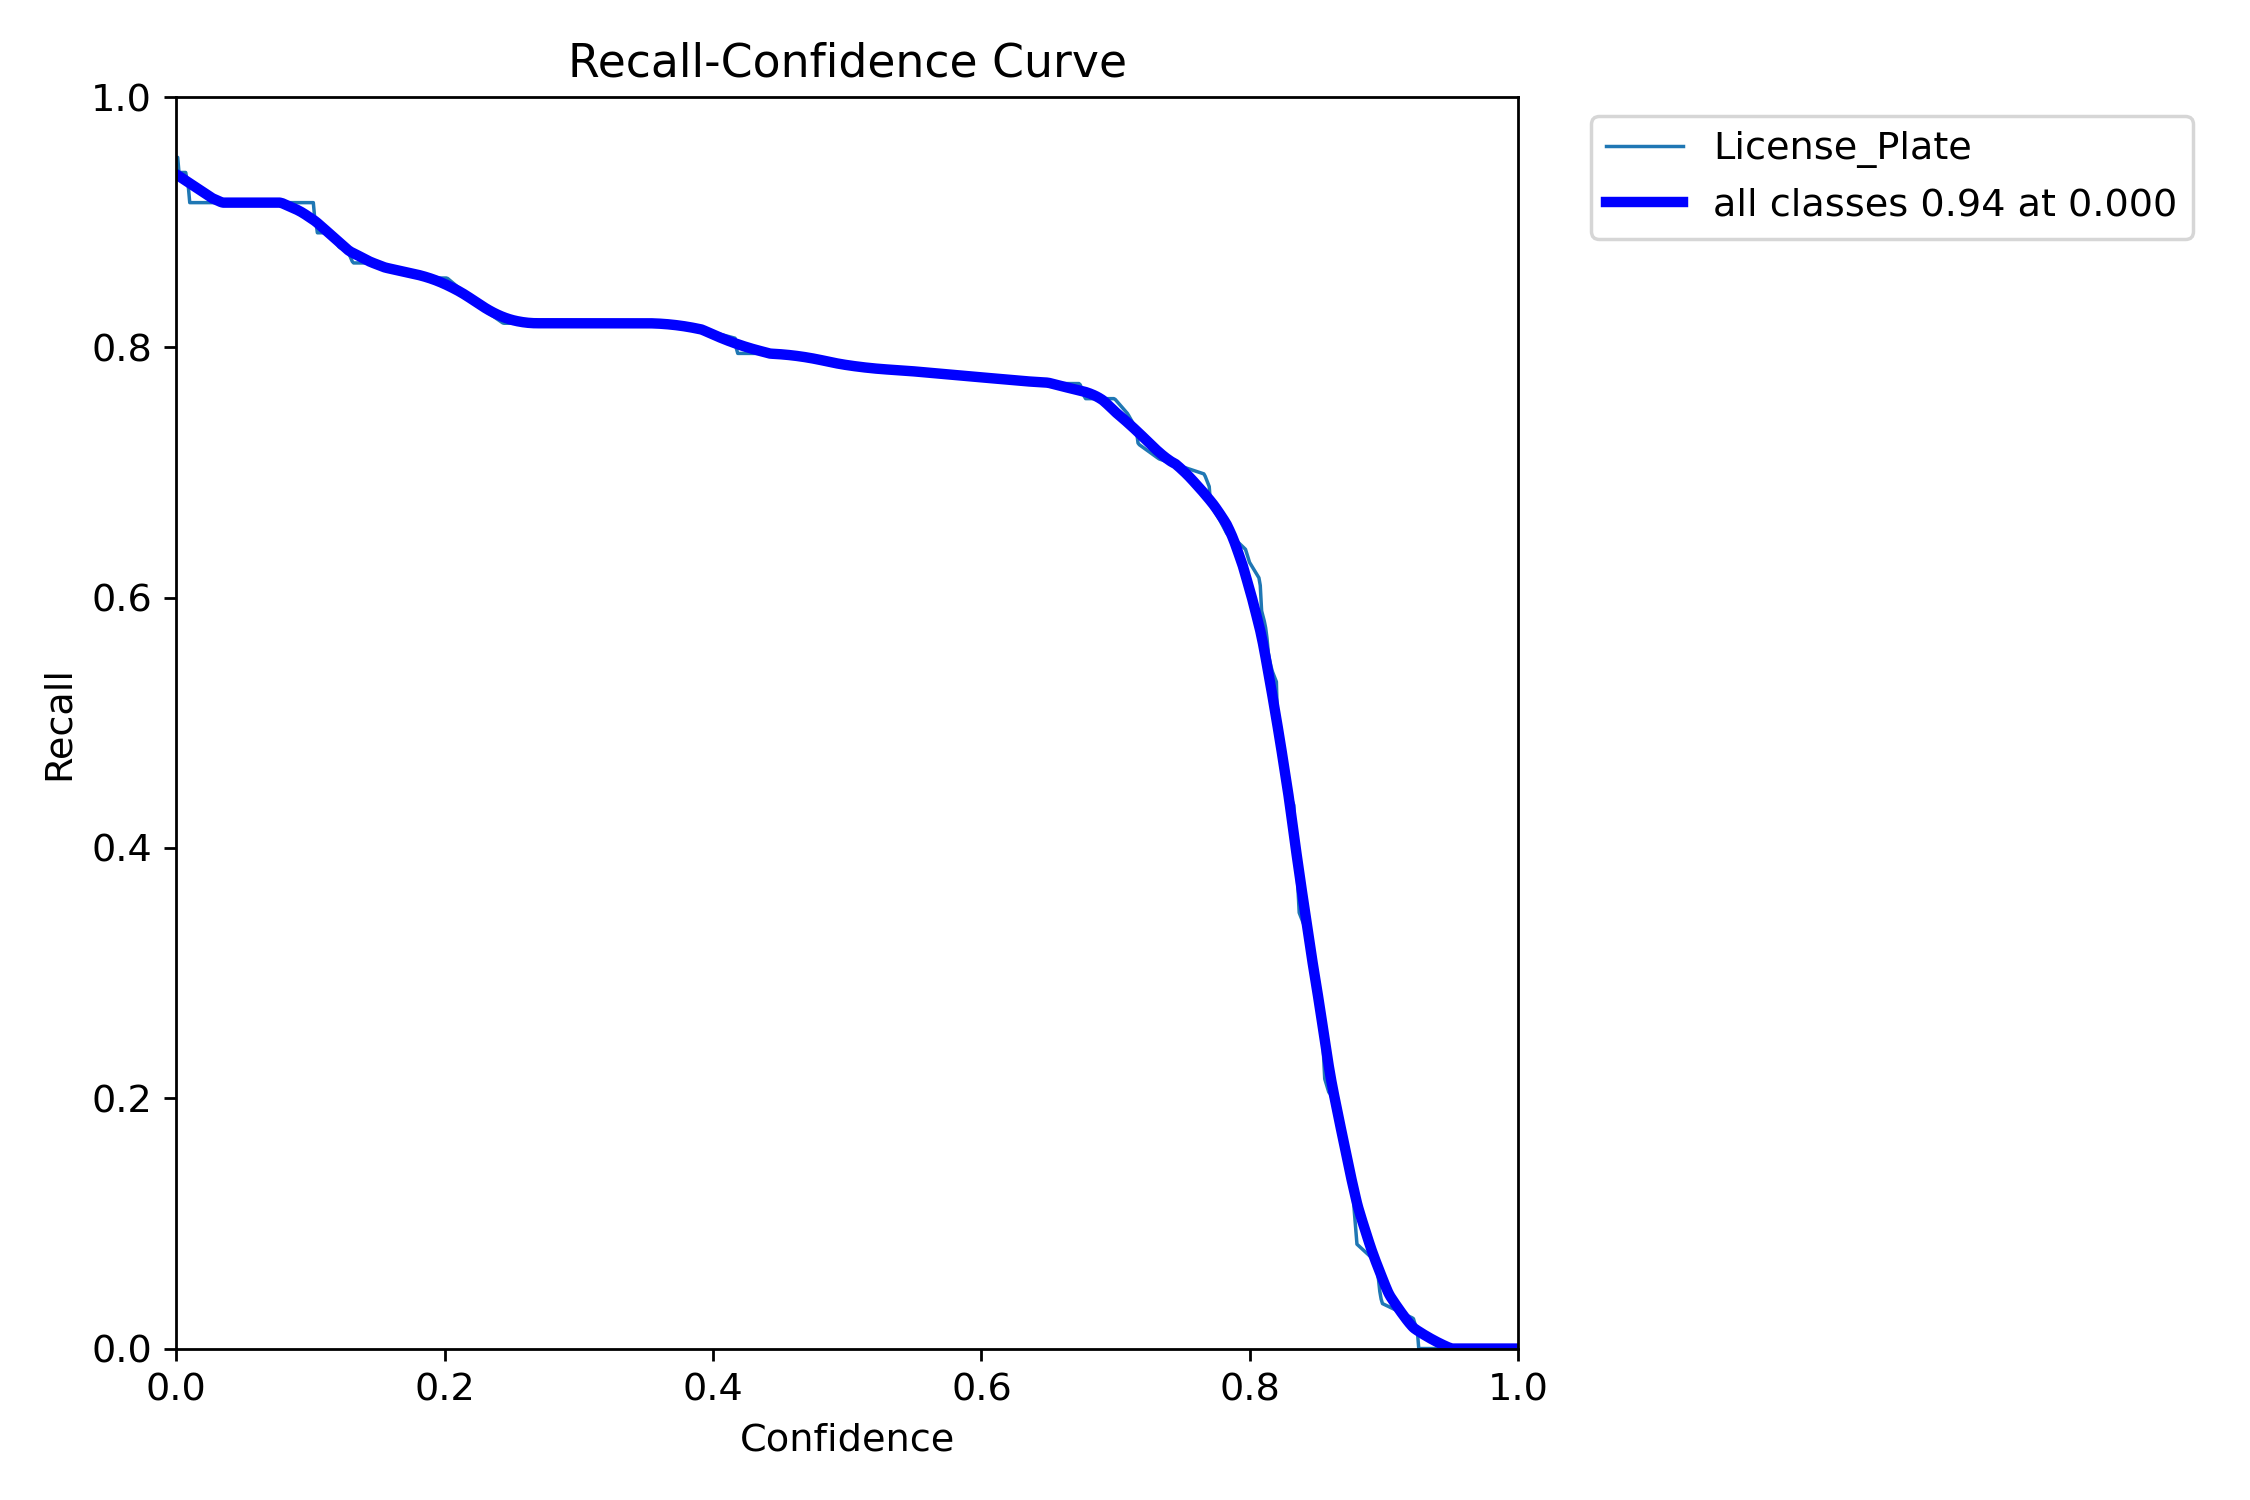 Recall-Confidence Curve
License_Plate
all classes 0.94 at 0.000
Recall
1.0
0.8
0.6
0.4
0.2
0.0
0.0 0.2 0.4 0.6 0.8 1.0
Confidence